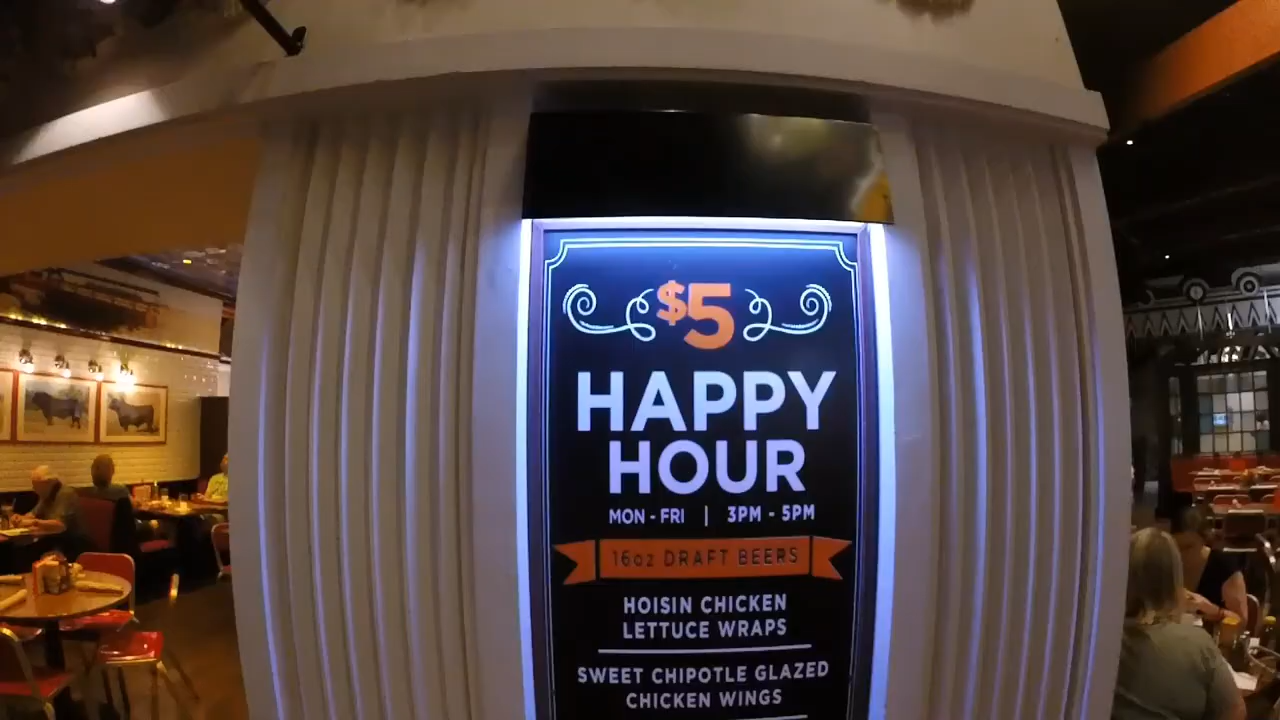 $5
HAPPY
HOUR
MON - FRI | 3PM - 5PM
16oz DRAFT BEERS
HOISIN CHICKEN
LETTUCE WRAPS
SWEET CHIPOTLE GLAZED
CHICKEN WINGS